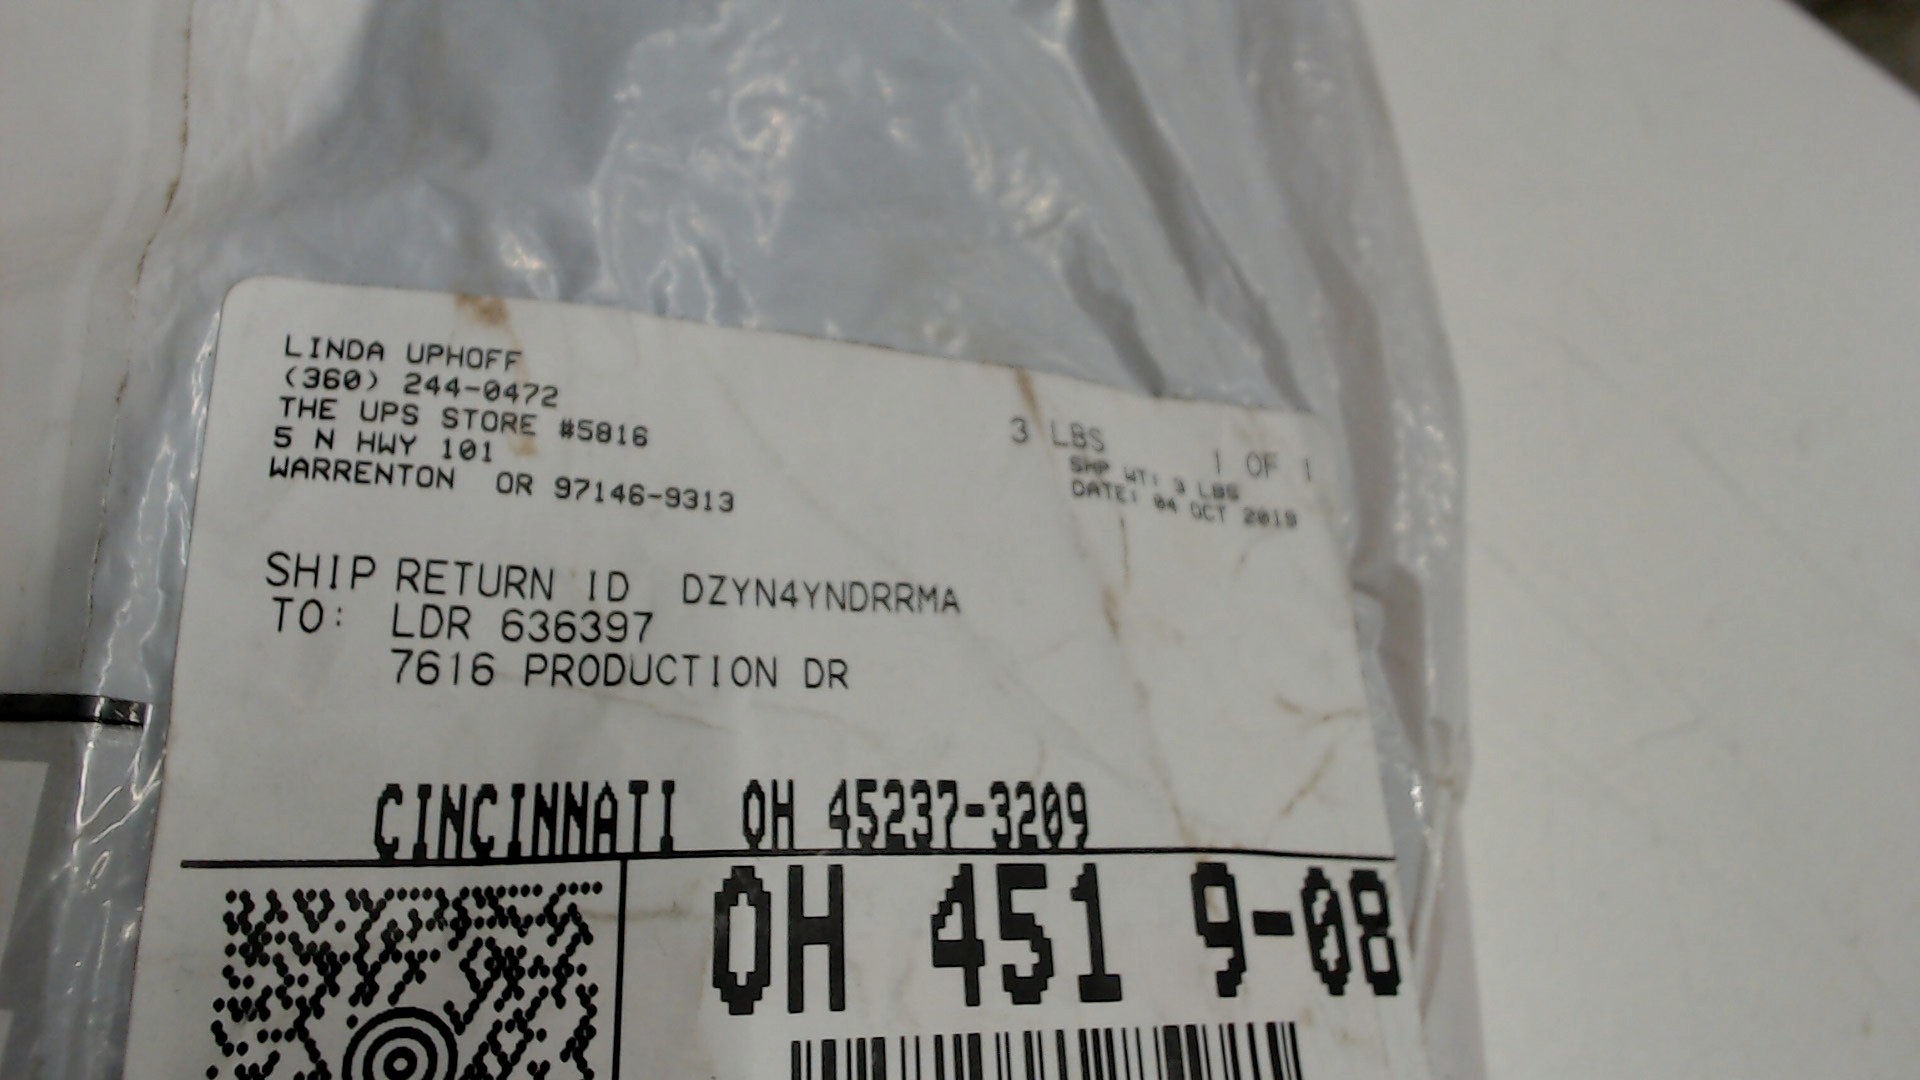 LINDA UPHOFF
(360) 244-0472
THE UPS STORE #5816
5 N HWY 101
WARRENTON OR 97146-9313
3 LBS
1 OF 1
SHP WT: 3 LBS
DATE: 04 OCT 2019
SHIP RETURN ID DZYN4YNDRRMA
TO: LDR 636397
7616 PRODUCTION DR
CINCINNATI OH 45237-3209
OH 451 9-08